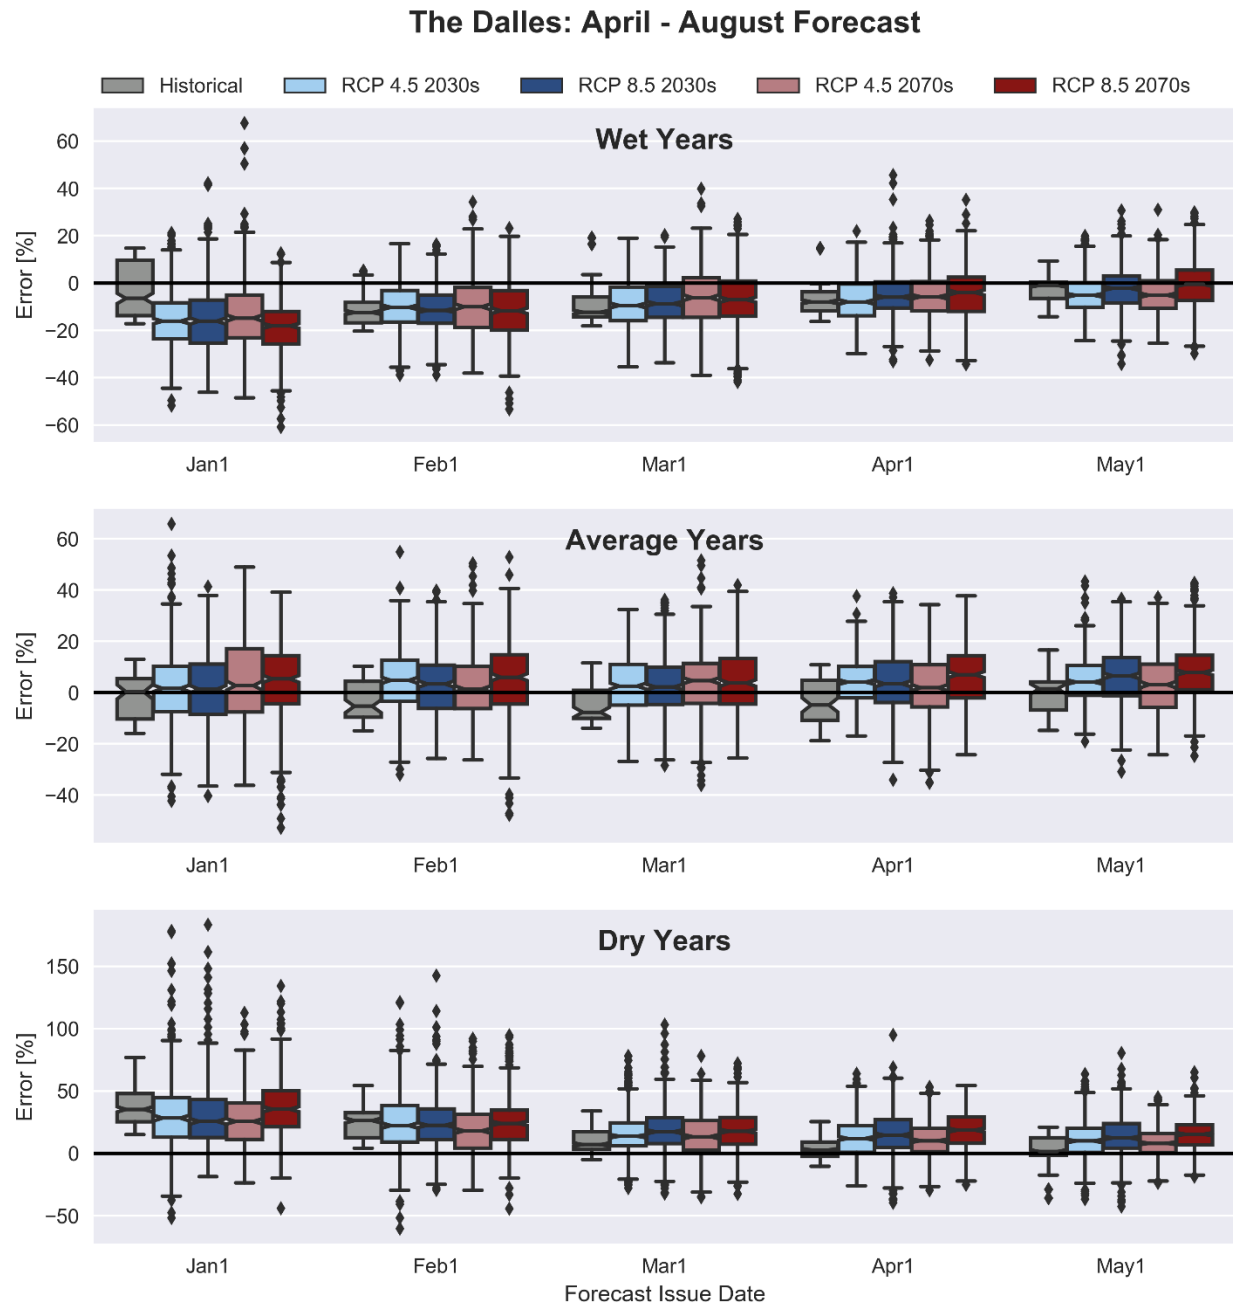 The Dalles: April - August Forecast
Historical RCP 4.5 2030s RCP 8.5 2030s RCP 4.5 2070s RCP 8.5 2070s
Wet Years
Error [%]
60
40
20
0
−20
−40
−60
Jan1 Feb1 Mar1 Apr1 May1
Average Years
Error [%]
60
40
20
0
−20
−40
Jan1 Feb1 Mar1 Apr1 May1
Dry Years
Error [%]
150
100
50
0
−50
Jan1 Feb1 Mar1 Apr1 May1
Forecast Issue Date